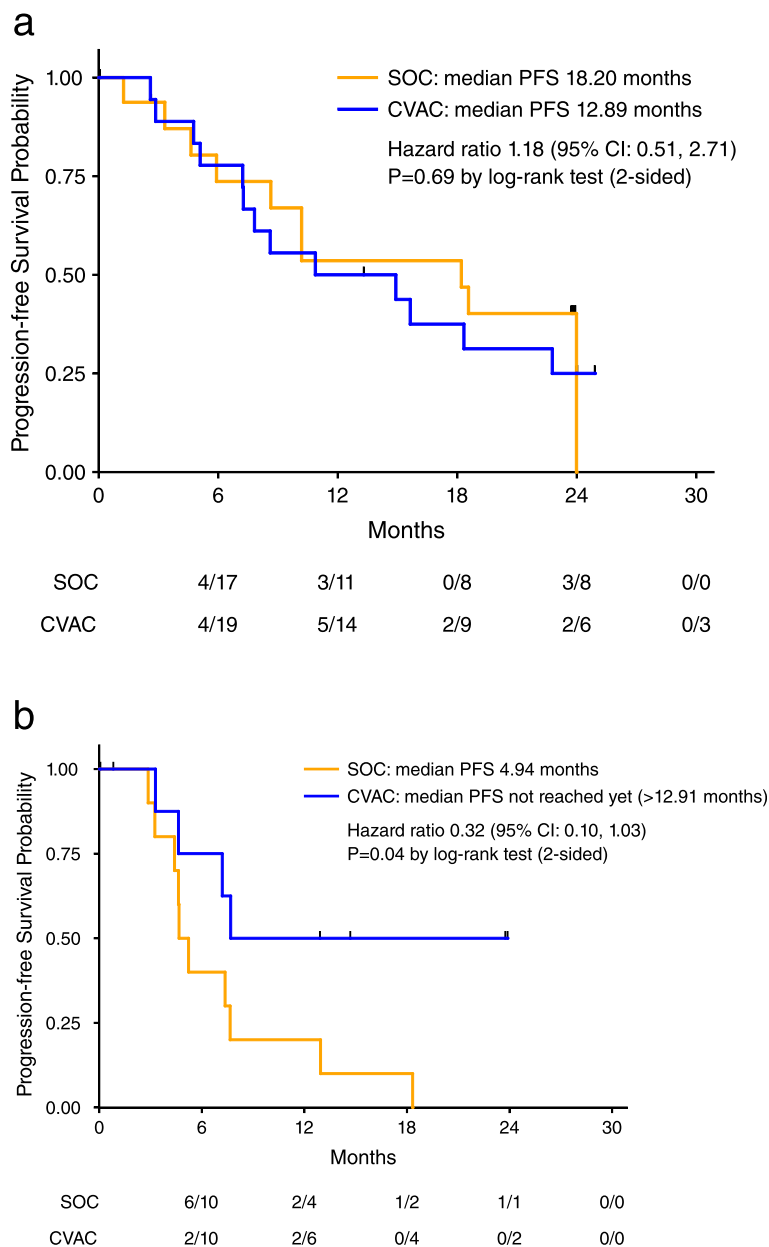 a
Progression-free Survival Probability
1.00
0.75
0.50
0.25
0.00
SOC: median PFS 18.20 months
CVAC: median PFS 12.89 months
Hazard ratio 1.18 (95% CI: 0.51, 2.71)
P=0.69 by log-rank test (2-sided)
0 6 12 18 24 30
Months
SOC 4/17 3/11 0/8 3/8 0/0
CVAC 4/19 5/14 2/9 2/6 0/3
b
Progression-free Survival Probability
1.00
0.75
0.50
0.25
0.00
SOC: median PFS 4.94 months
CVAC: median PFS not reached yet (>12.91 months)
Hazard ratio 0.32 (95% CI: 0.10, 1.03)
P=0.04 by log-rank test (2-sided)
0 6 12 18 24 30
Months
SOC 6/10 2/4 1/2 1/1 0/0
CVAC 2/10 2/6 0/4 0/2 0/0